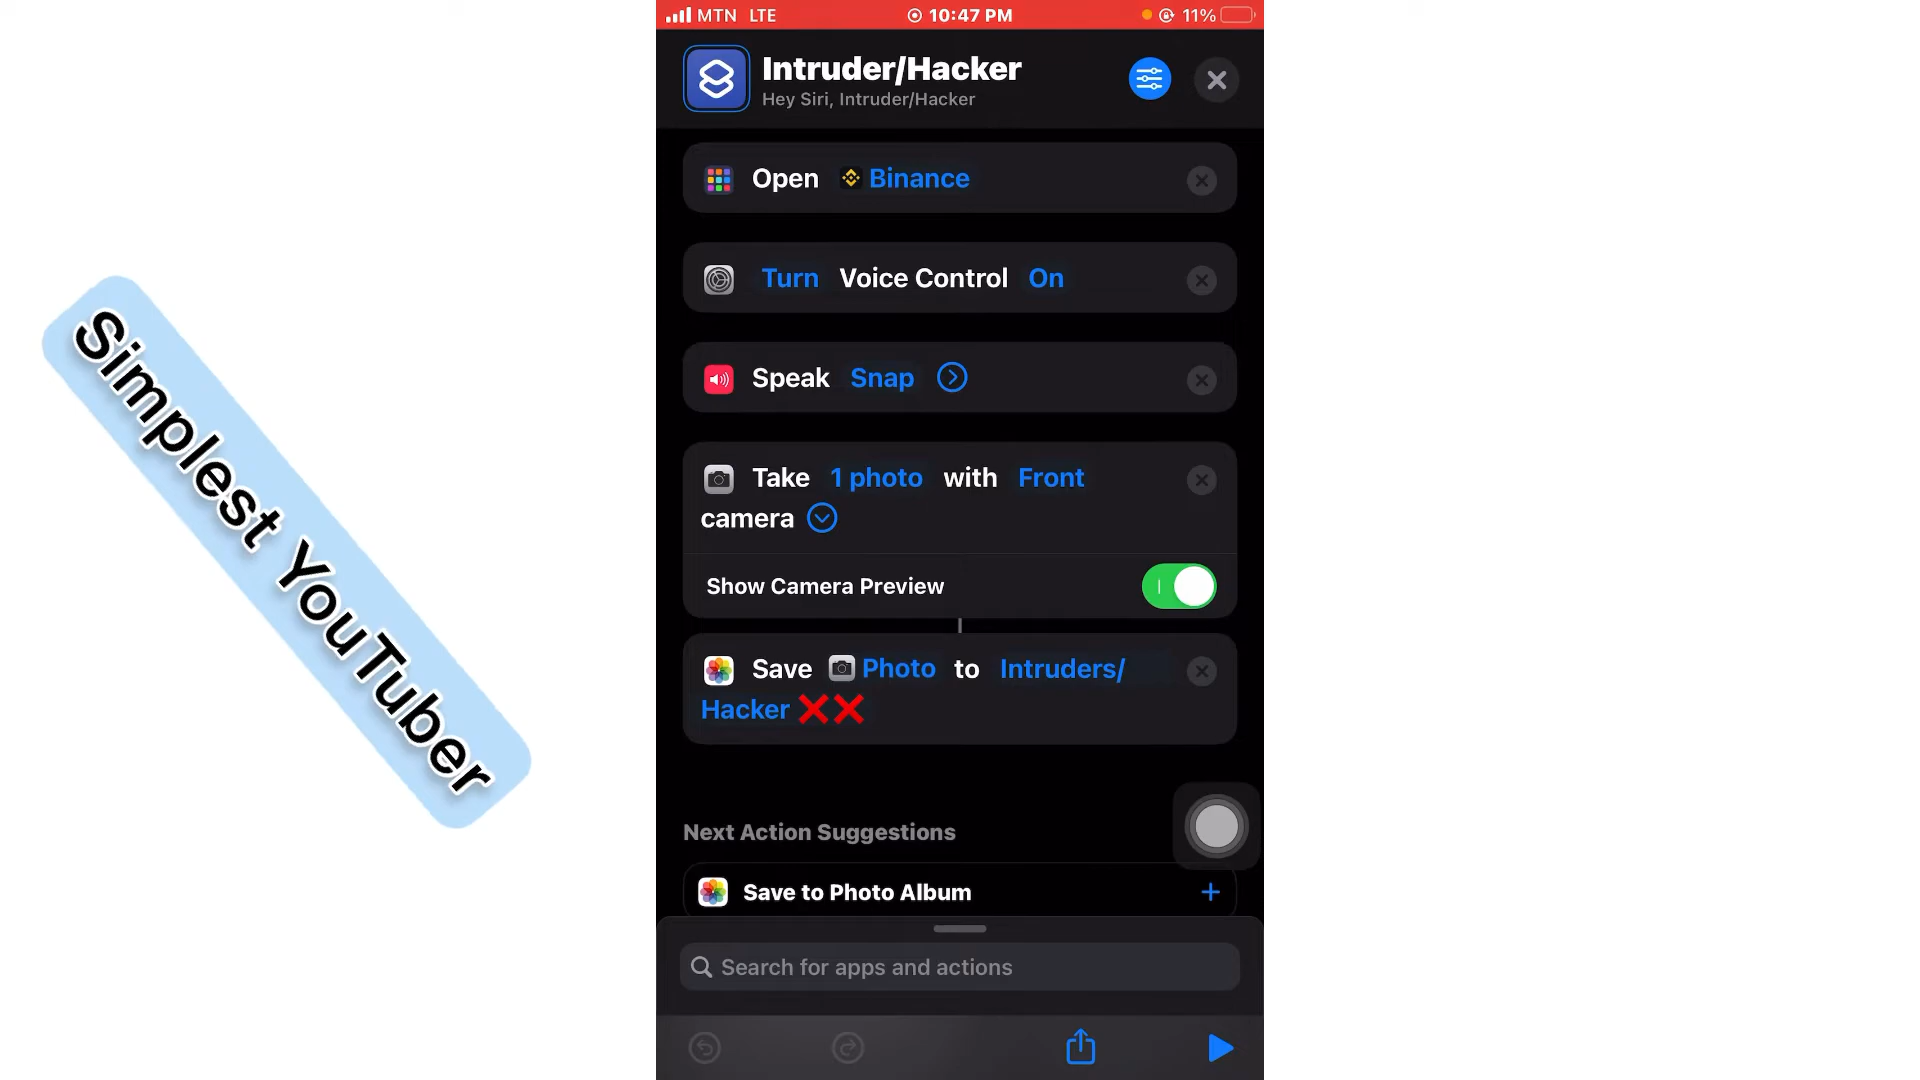 MTN LTE 10:47 PM 11%
Intruder/Hacker
Hey Siri, Intruder/Hacker
Open Binance
Turn Voice Control On
Speak Snap
Take 1 photo with Front
camera
Show Camera Preview
Save Photo to Intruders/
Hacker ❌❌
Next Action Suggestions
Save to Photo Album
Search for apps and actions
Siimplest YouTuber